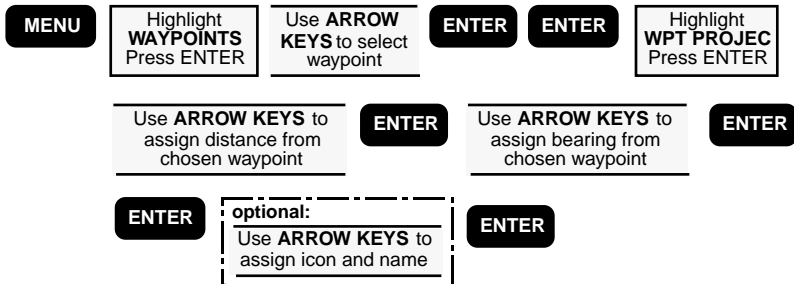 MENU
Highlight
WAYPOINTS
Press ENTER
Use ARROW
KEYS to select
waypoint
ENTER
ENTER
Highlight
WPT PROJEC
Press ENTER
Use ARROW KEYS to
assign distance from
chosen waypoint
ENTER
Use ARROW KEYS to
assign bearing from
chosen waypoint
ENTER
ENTER
optional:
Use ARROW KEYS to
assign icon and name
ENTER